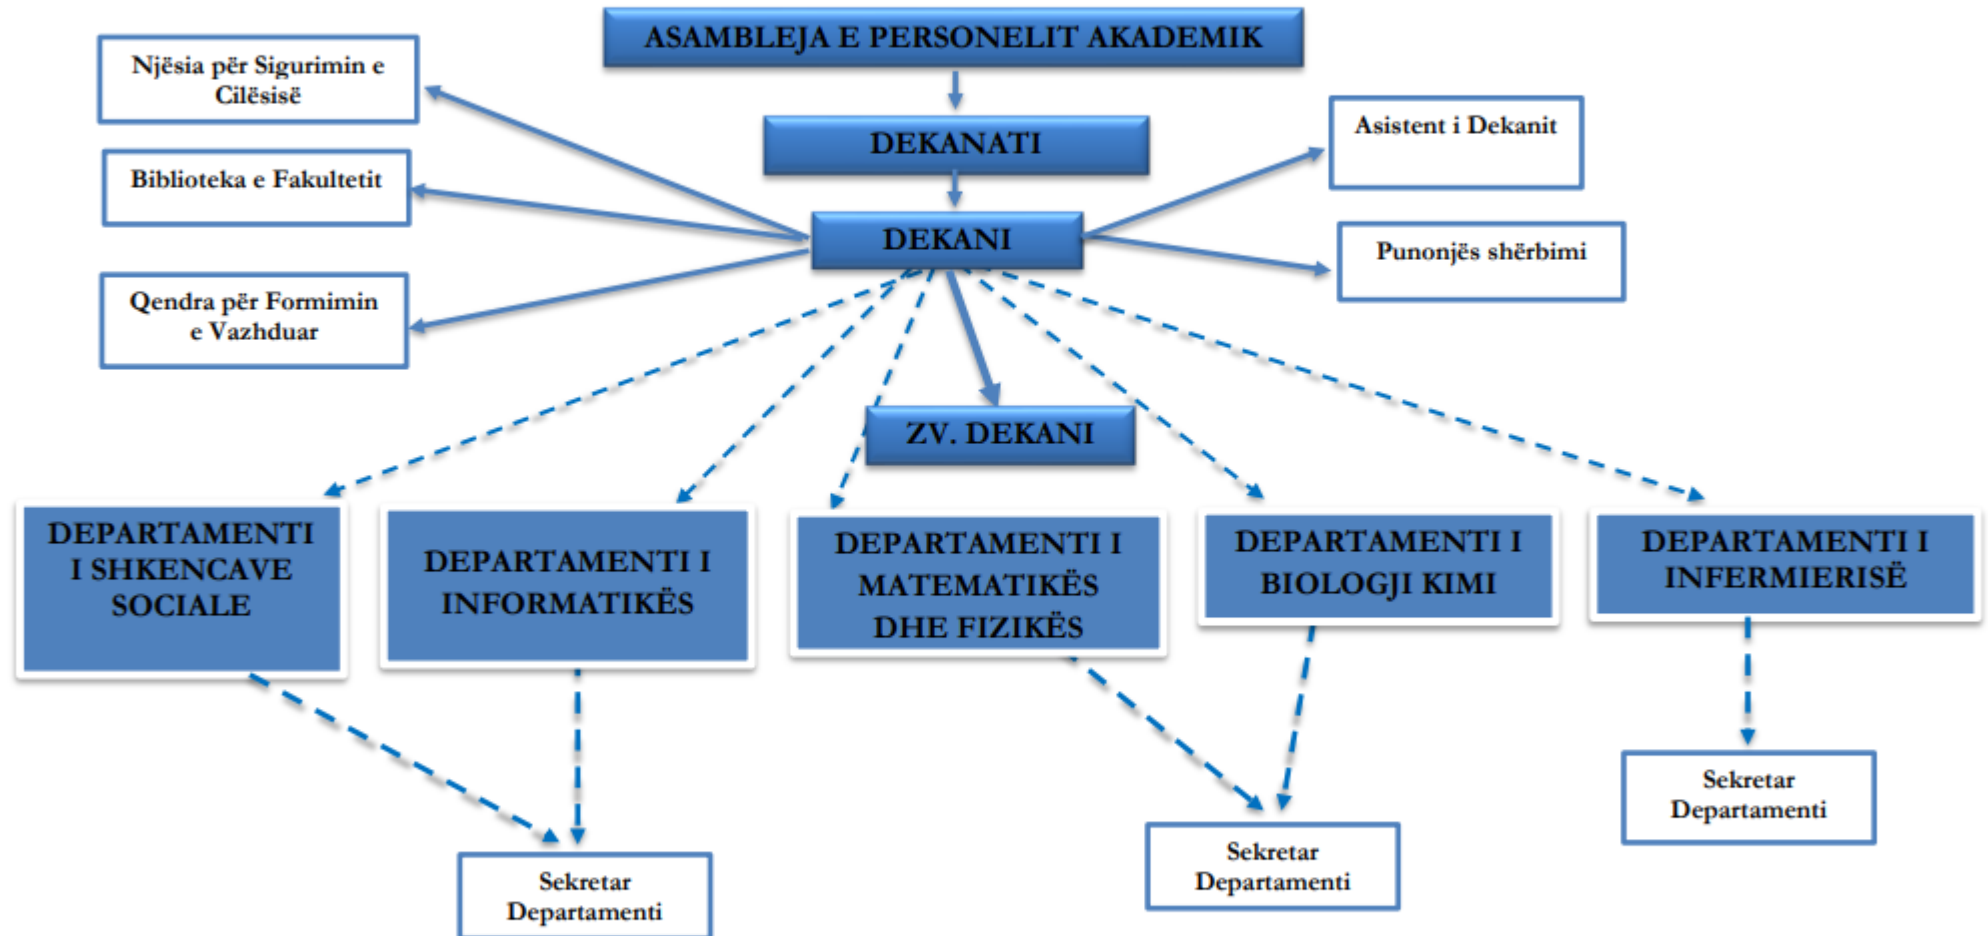 ASAMBLEJA E PERSONELIT AKADEMIK
Njësia për Sigurimin e
Cilësisë
DEKANATI
Asistent i Dekanit
Biblioteka e Fakultetit
DEKANI
Punonjës shërbimi
Qendra për Formimin
e Vazhduar
ZV. DEKANI
DEPARTAMENTI
I SHKENCAVE
SOCIALE
DEPARTAMENTI I
INFORMATIKËS
DEPARTAMENTI I
MATEMATIKËS
DHE FIZIKËS
DEPARTAMENTI I
BIOLOGJI KIMI
DEPARTAMENTI I
INFERMIERISË
Sekretar
Departamenti
Sekretar
Departamenti
Sekretar
Departamenti